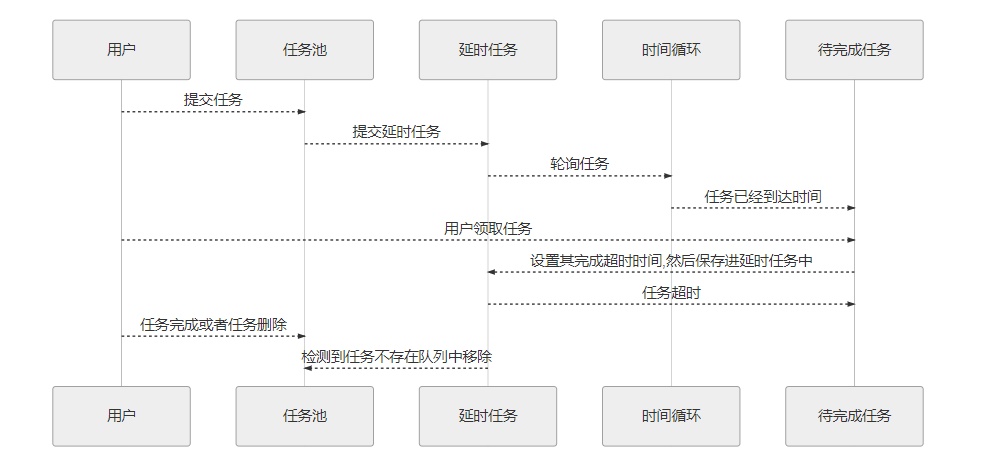 用户
任务池
延时任务
时间循环
待完成任务
提交任务
提交延时任务
轮询任务
任务已经到达时间
用户领取任务
设置其完成超时时间,然后保存进延时任务中
任务超时
任务完成或者任务删除
检测到任务不存在队列中移除
用户
任务池
延时任务
时间循环
待完成任务